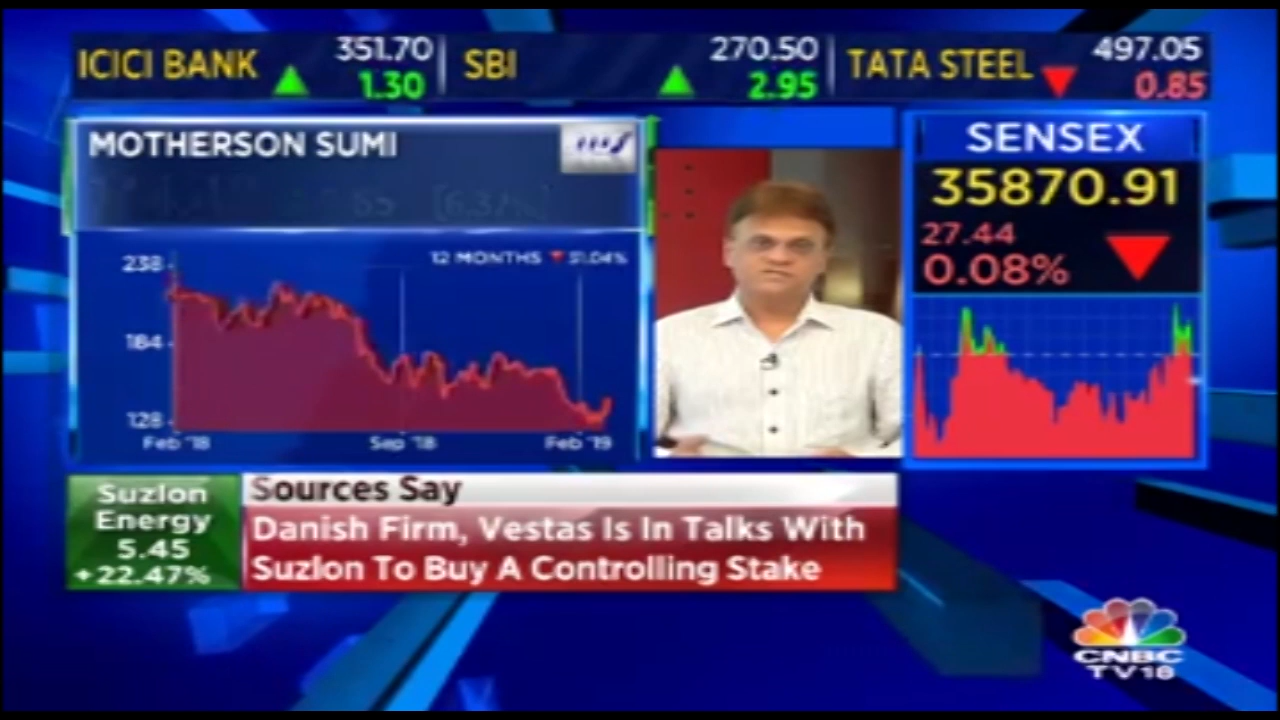 ICICI BANK 351.70 1.30
SBI 270.50 2.95
TATA STEEL 497.05 0.85
MOTHERSON SUMI
12 MONTHS
238
184
128
Feb '18 Sep '18 Feb '19
SENSEX
35870.91
27.44
0.08%
Suzlon
Energy
5.45
+22.47%
Sources Say
Danish Firm, Vestas Is In Talks With
Suzlon To Buy A Controlling Stake
CNBC
TV18